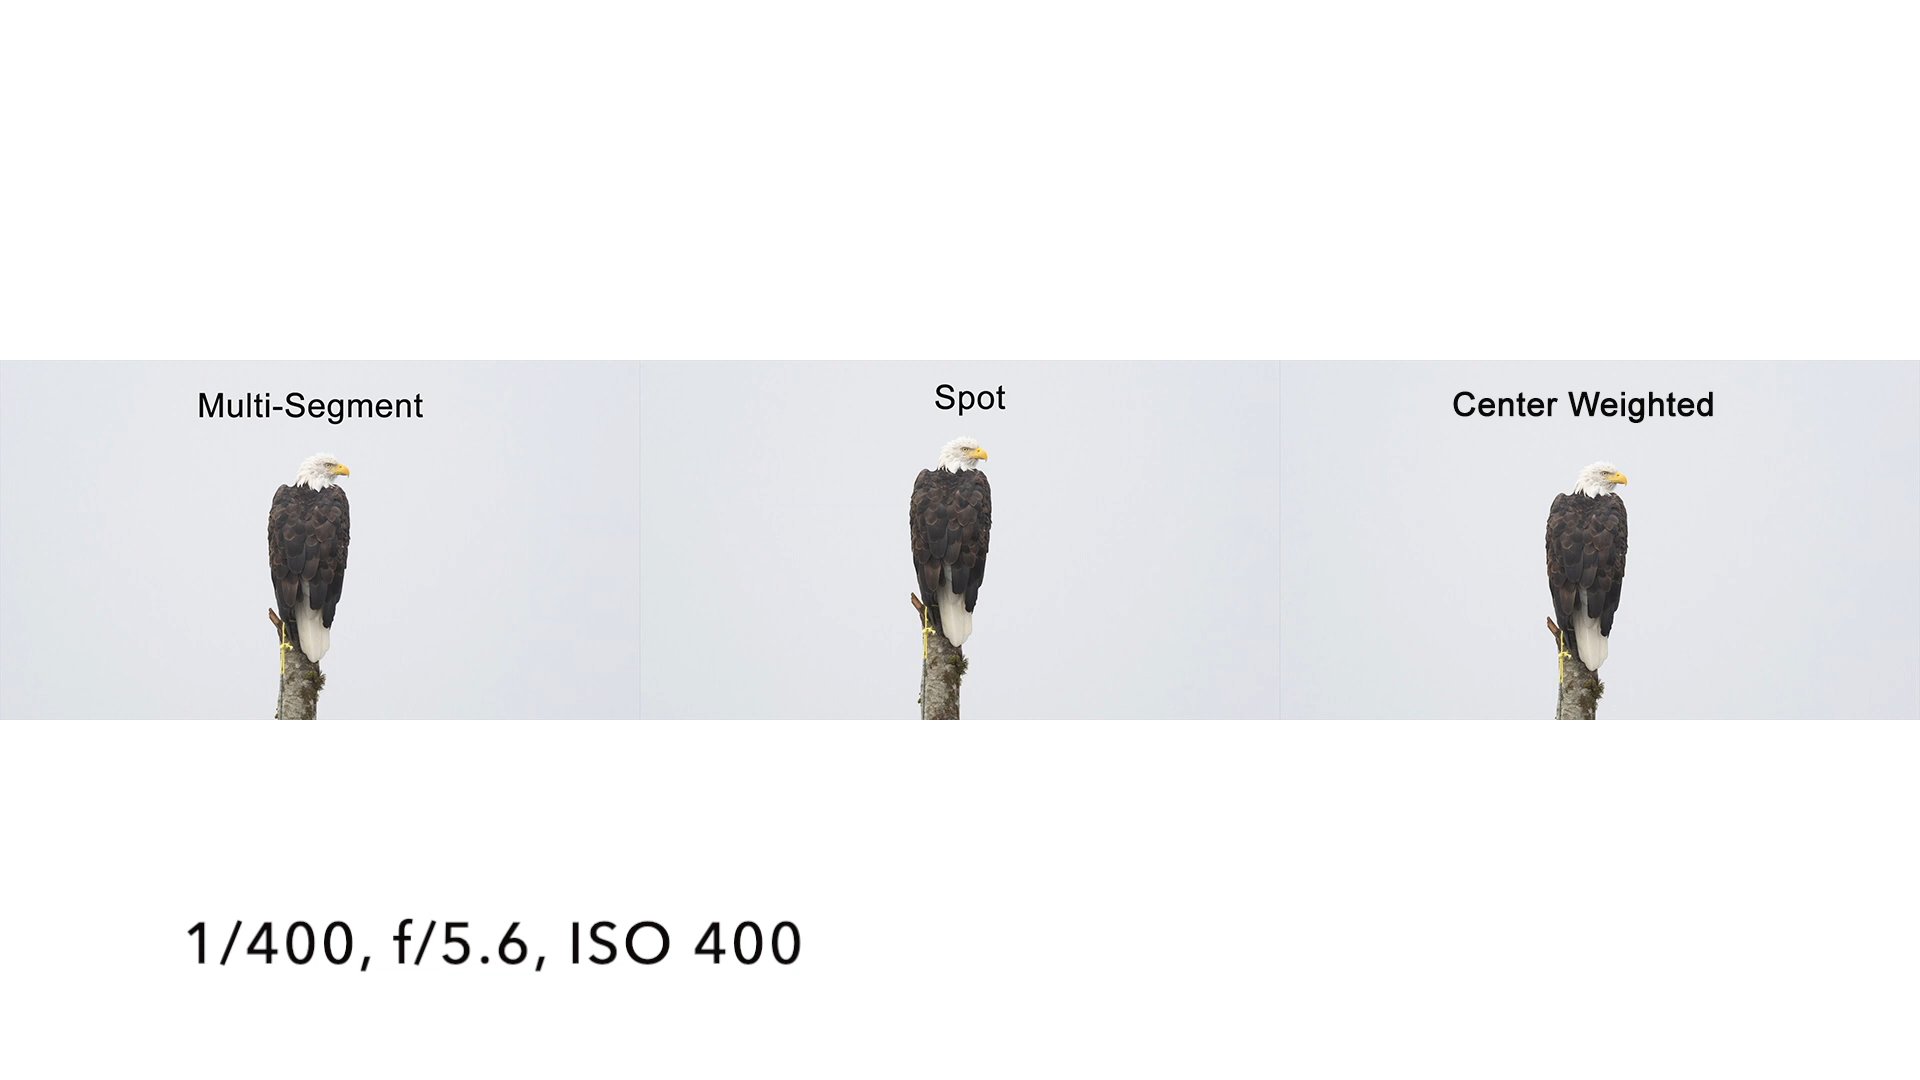 Multi-Segment
Spot
Center Weighted
1/400, f/5.6, ISO 400